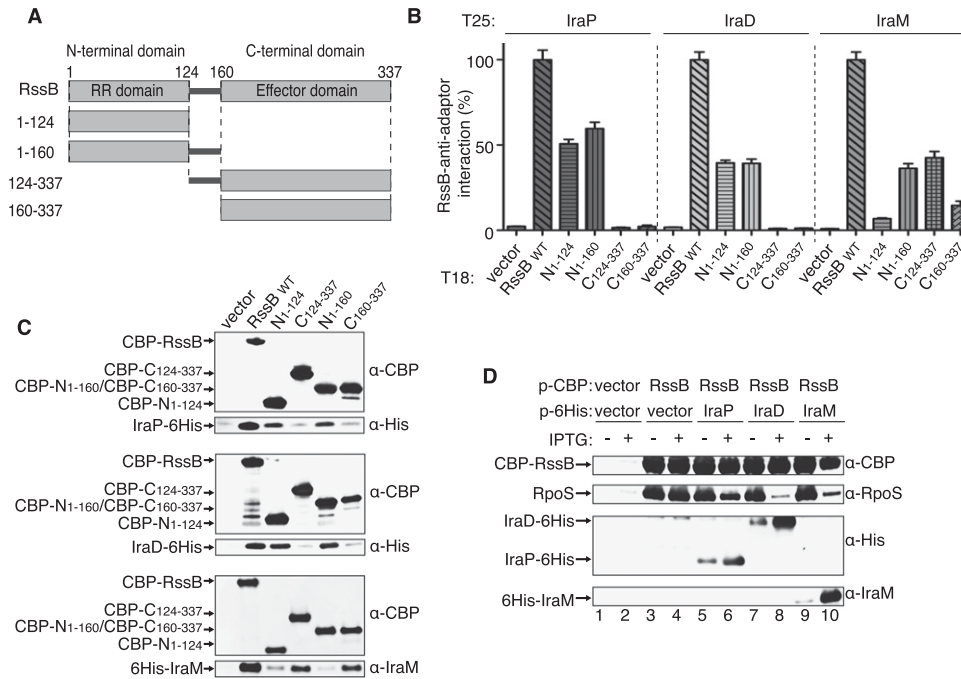 A
N-terminal domain
C-terminal domain
1
124
160
337
RssB
RR domain
Effector domain
1-124
1-160
124-337
160-337
B
T25:
IraP
IraD
IraM
RssB-anti-adaptor
interaction (%)
100
50
0
T18:
vector
RssB WT
N1-124
N1-160
C124-337
C160-337
vector
RssB WT
N1-124
N1-160
C124-337
C160-337
vector
RssB WT
N1-124
N1-160
C124-337
C160-337
C
vector
RssB WT
N1-124
C124-337
N1-160
C160-337
CBP-RssB
CBP-C124-337
CBP-N1-160/CBP-C160-337
CBP-N1-124
α-CBP
IraP-6His
α-His
CBP-RssB
CBP-C124-337
CBP-N1-160/CBP-C160-337
CBP-N1-124
α-CBP
IraD-6His
α-His
CBP-RssB
CBP-C124-337
CBP-N1-160/CBP-C160-337
CBP-N1-124
α-CBP
6His-IraM
α-IraM
D
p-CBP: vector RssB RssB RssB RssB
p-6His: vector vector IraP IraD IraM
IPTG: - + - + - + - + - +
CBP-RssB
α-CBP
RpoS
α-RpoS
IraD-6His
α-His
IraP-6His
6His-IraM
α-IraM
1 2 3 4 5 6 7 8 9 10